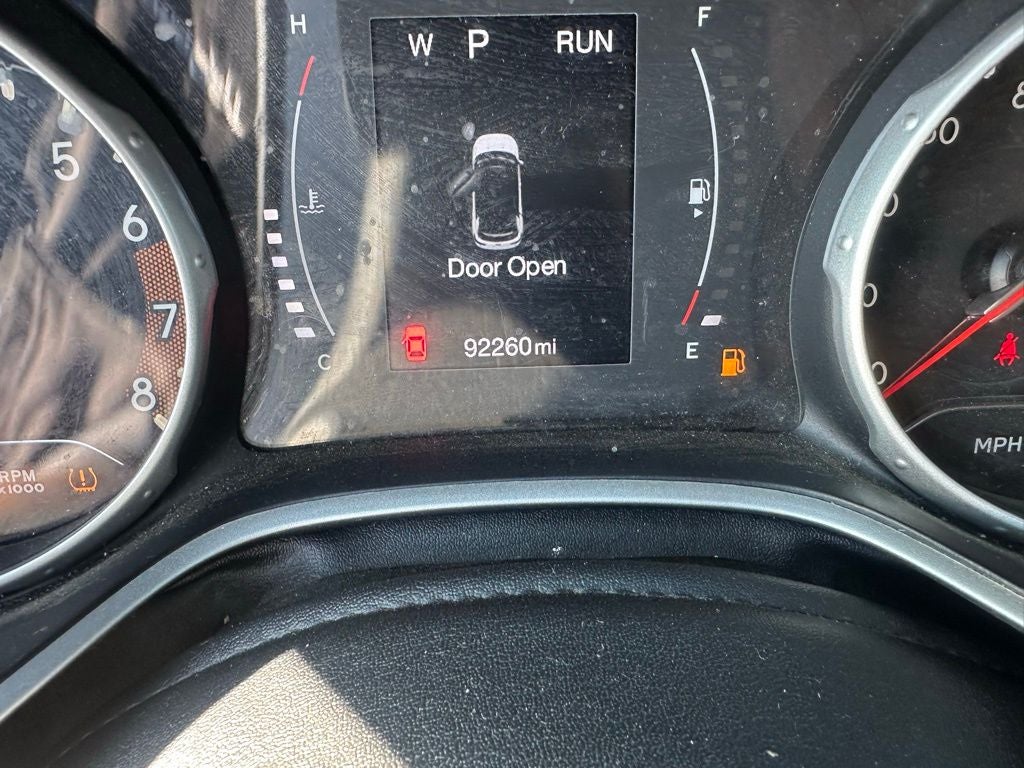 H
F
W P RUN
5
6
7
8
Door Open
92260mi
C
E
RPM
x1000
MPH